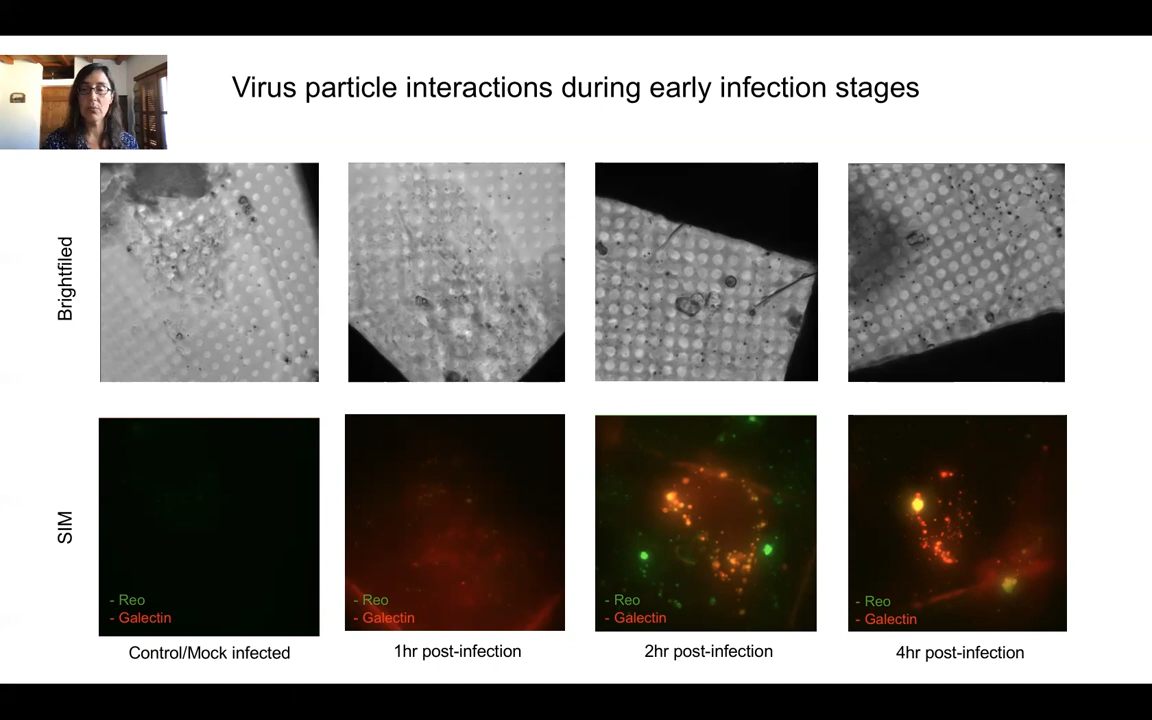 Virus particle interactions during early infection stages
Brightfiled
SIM
- Reo
- Galectin
- Reo
- Galectin
- Reo
- Galectin
- Reo
- Galectin
Control/Mock infected
1hr post-infection
2hr post-infection
4hr post-infection